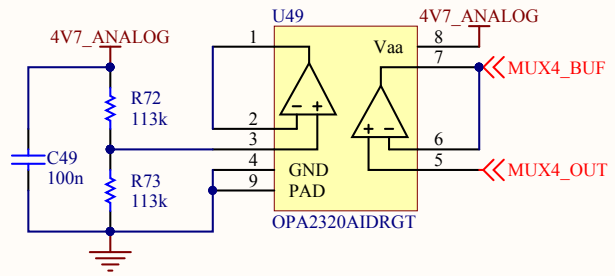 U49
4V7_ANALOG
4V7_ANALOG
1
8
Vaa
7
MUX4_BUF
R72
113k
2
3
6
C49
100n
R73
113k
4
GND
5
MUX4_OUT
9
PAD
OPA2320AIDRGT